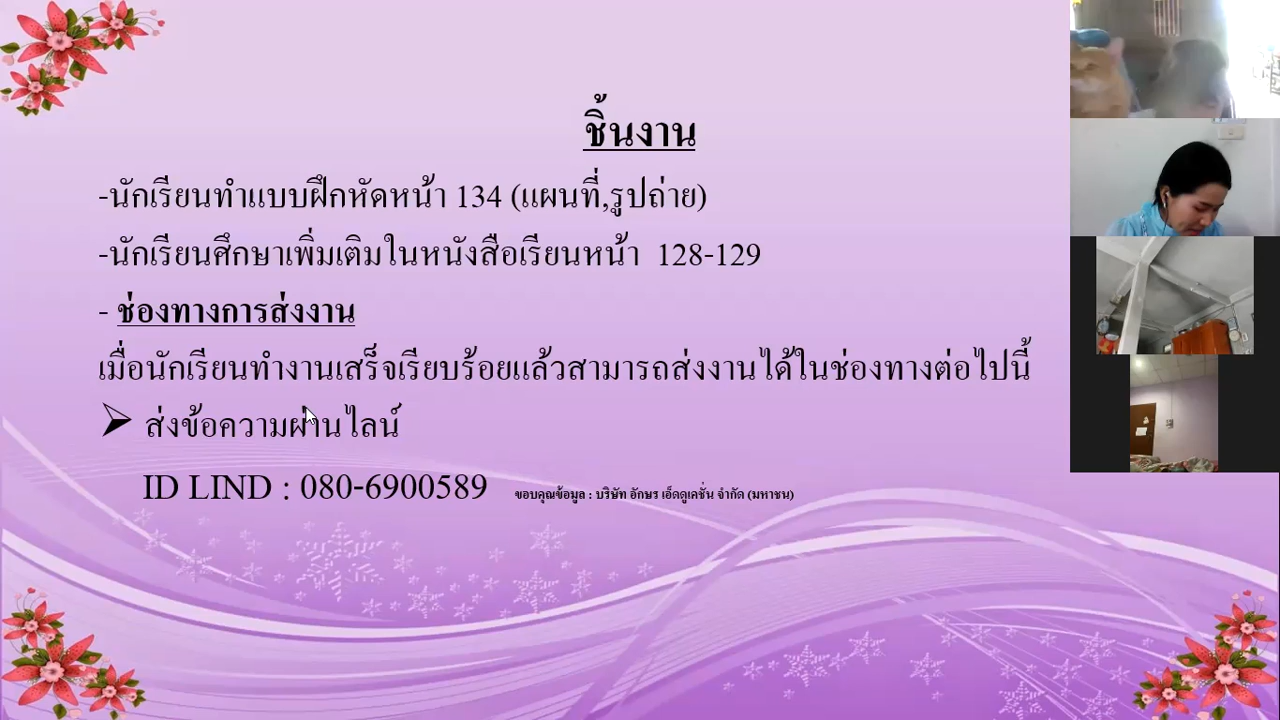 ชิ้นงาน
-นักเรียนทำแบบฝึกหัดหน้า 134 (แผนที่,รูปถ่าย)
-นักเรียนศึกษาเพิ่มเติมในหนังสือเรียนหน้า 128-129
- ช่องทางการส่งงาน
เมื่อนักเรียนทำงานเสร็จเรียบร้อยแล้วสามารถส่งงานได้ในช่องทางต่อไปนี้
➢ ส่งข้อความผ่านไลน์
ID LIND : 080-6900589 ขอบคุณข้อมูล : บริษัท อักษร เอ็ดดูเคชั่น จำกัด (มหาชน)